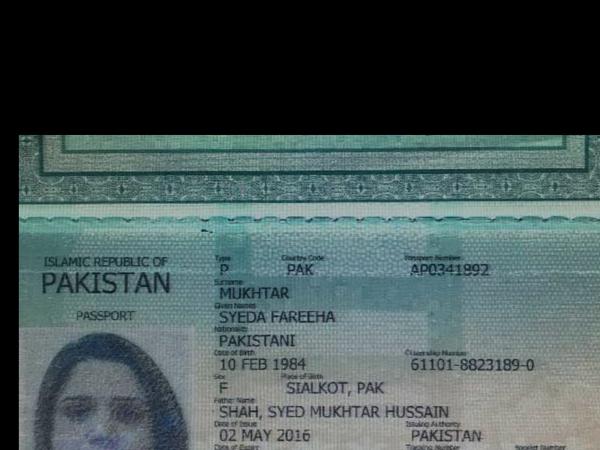 ISLAMIC REPUBLIC OF
PAKISTAN
PASSPORT
Type Country Code Passport Number
P PAK AP0341892
Surname
MUKHTAR
Given Names
SYEDA FAREEHA
Nationality
PAKISTANI
Date of Birth Citizenship Number
10 FEB 1984 61101-8823189-0
Sex Place of Birth
F SIALKOT, PAK
Father Name
SHAH, SYED MUKHTAR HUSSAIN
Date of Issue Issuing Authority
02 MAY 2016 PAKISTAN
Date of Expiry Tracking Number Booklet Number